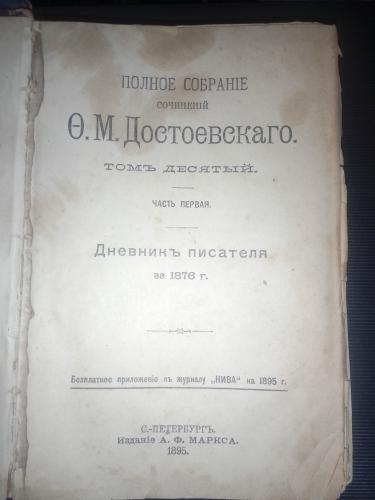 ПОЛНОЕ СОБРАНІЕ
СОЧИНЕНІЙ
Ѳ. М. Достоевскаго.
ТОМЪ ДЕСЯТЫЙ.
ЧАСТЬ ПЕРВАЯ.
Дневникъ писателя
за 1876 г.
Безплатное приложеніе къ журналу „НИВА“ на 1895 г.
С.-ПЕТЕРБУРГЪ.
Изданіе А. Ф. МАРКСА.
1895.